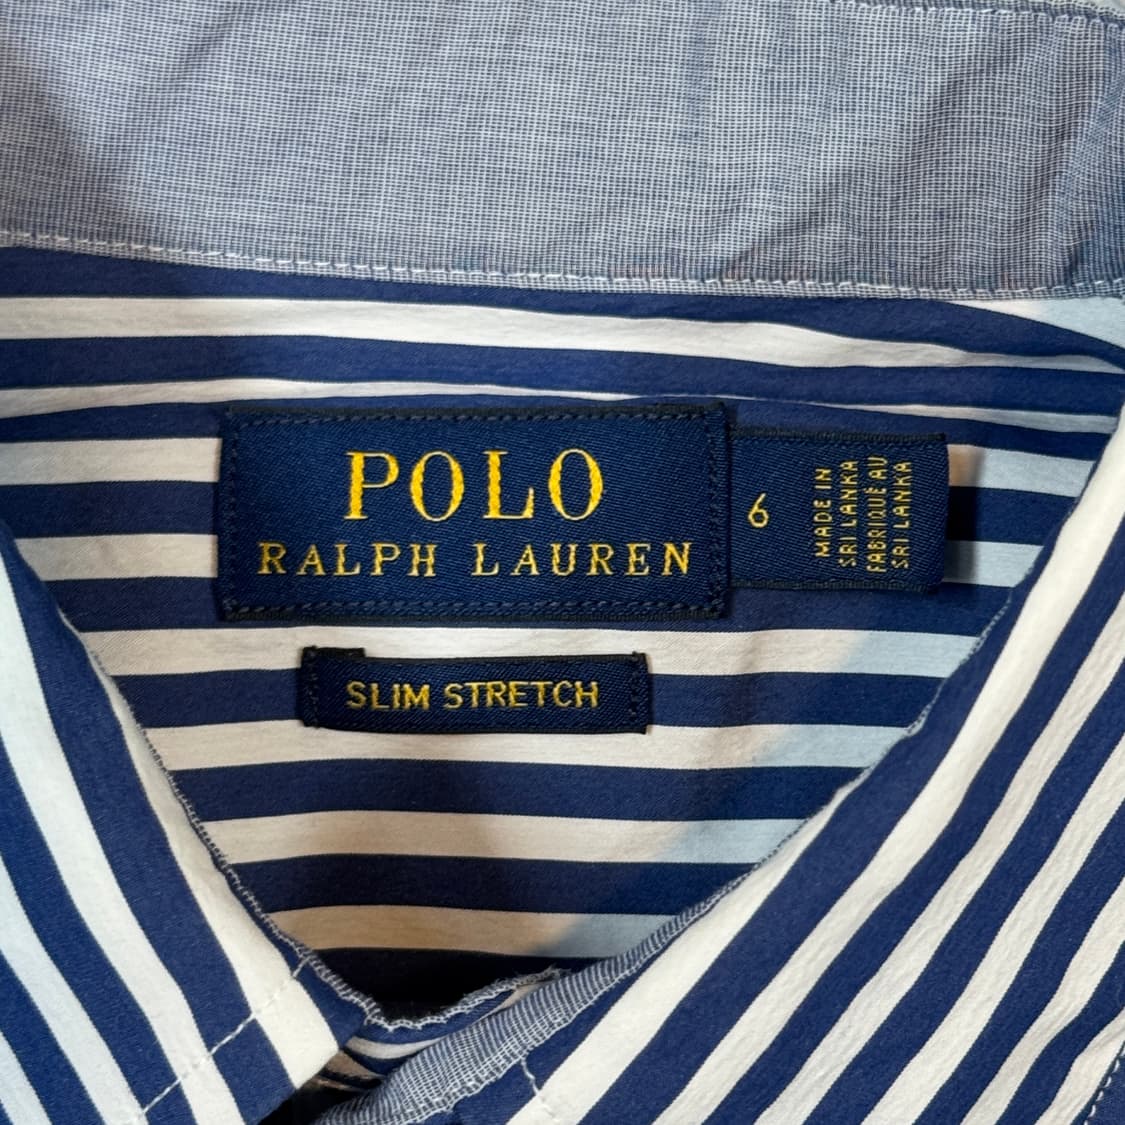 POLO
RALPH LAUREN
6
MADE IN
SRI LANKA
FABRIQUÉ AU
SRI LANKA
SLIM STRETCH